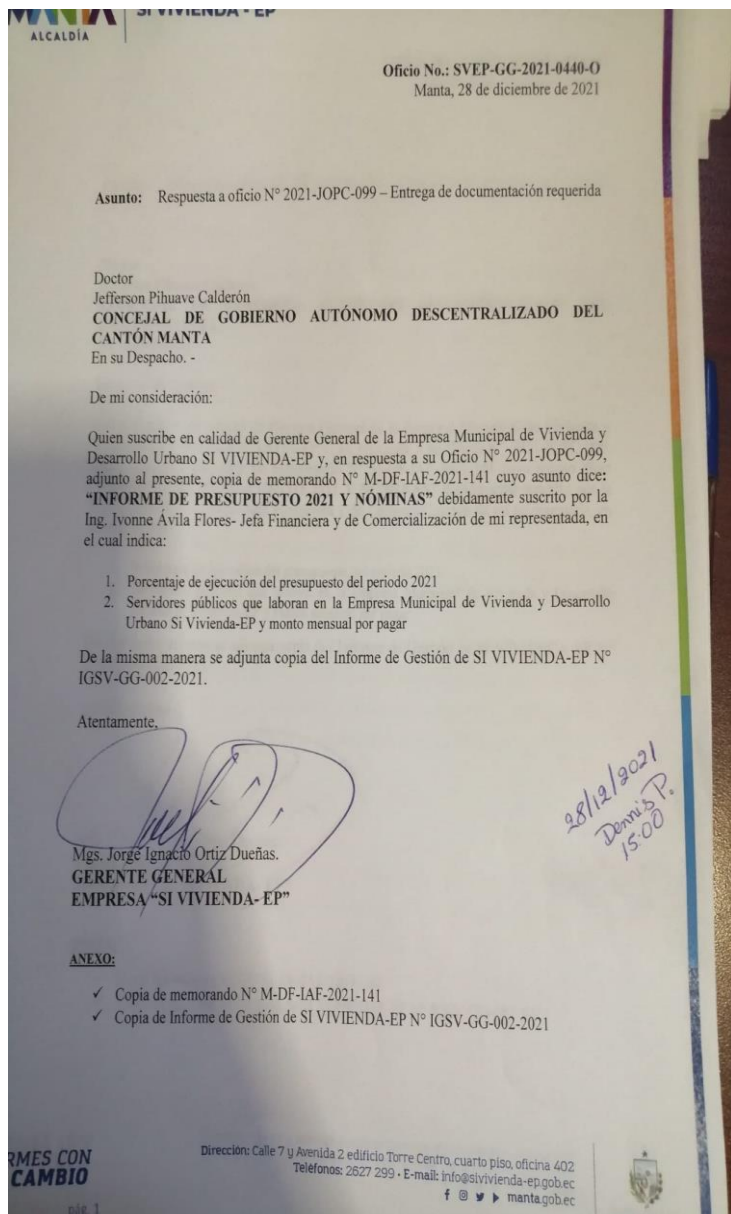 MANTA
ALCALDÍA
SI VIVIENDA - EP
Oficio No.: SVEP-GG-2021-0440-O
Manta, 28 de diciembre de 2021
Asunto: Respuesta a oficio N° 2021-JOPC-099 – Entrega de documentación requerida
Doctor
Jefferson Pihuave Calderón
CONCEJAL DE GOBIERNO AUTÓNOMO DESCENTRALIZADO DEL
CANTÓN MANTA
En su Despacho. -
De mi consideración:
Quien suscribe en calidad de Gerente General de la Empresa Municipal de Vivienda y
Desarrollo Urbano SI VIVIENDA-EP y, en respuesta a su Oficio N° 2021-JOPC-099,
adjunto al presente, copia de memorando N° M-DF-IAF-2021-141 cuyo asunto dice:
“INFORME DE PRESUPUESTO 2021 Y NÓMINAS” debidamente suscrito por la
Ing. Ivonne Ávila Flores- Jefa Financiera y de Comercialización de mi representada, en
el cual indica:
1. Porcentaje de ejecución del presupuesto del periodo 2021
2. Servidores públicos que laboran en la Empresa Municipal de Vivienda y Desarrollo
Urbano Si Vivienda-EP y monto mensual por pagar
De la misma manera se adjunta copia del Informe de Gestión de SI VIVIENDA-EP N°
IGSV-GG-002-2021.
Atentamente,
28/12/2021
Dennis P.
15:00
Mgs. Jorge Ignacio Ortiz Dueñas.
GERENTE GENERAL
EMPRESA “SI VIVIENDA- EP”
ANEXO:
✓ Copia de memorando N° M-DF-IAF-2021-141
✓ Copia de Informe de Gestión de SI VIVIENDA-EP N° IGSV-GG-002-2021
RMES CON
CAMBIO
pág. 1
Dirección: Calle 7 y Avenida 2 edificio Torre Centro, cuarto piso, oficina 402
Teléfonos: 2627 299 • E-mail: info@sivivienda-ep.gob.ec
manta.gob.ec